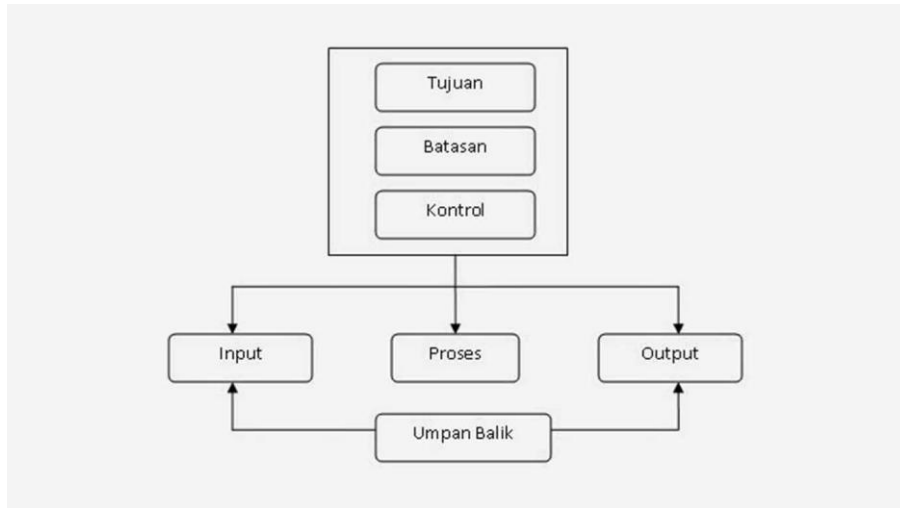 Tujuan
Batasan
Kontrol
Input
Proses
Output
Umpan Balik